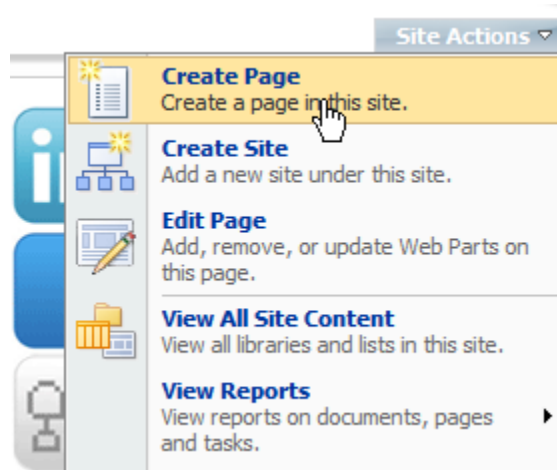 Site Actions
Create Page
Create a page in this site.
Create Site
Add a new site under this site.
Edit Page
Add, remove, or update Web Parts on
this page.
View All Site Content
View all libraries and lists in this site.
View Reports
View reports on documents, pages
and tasks.